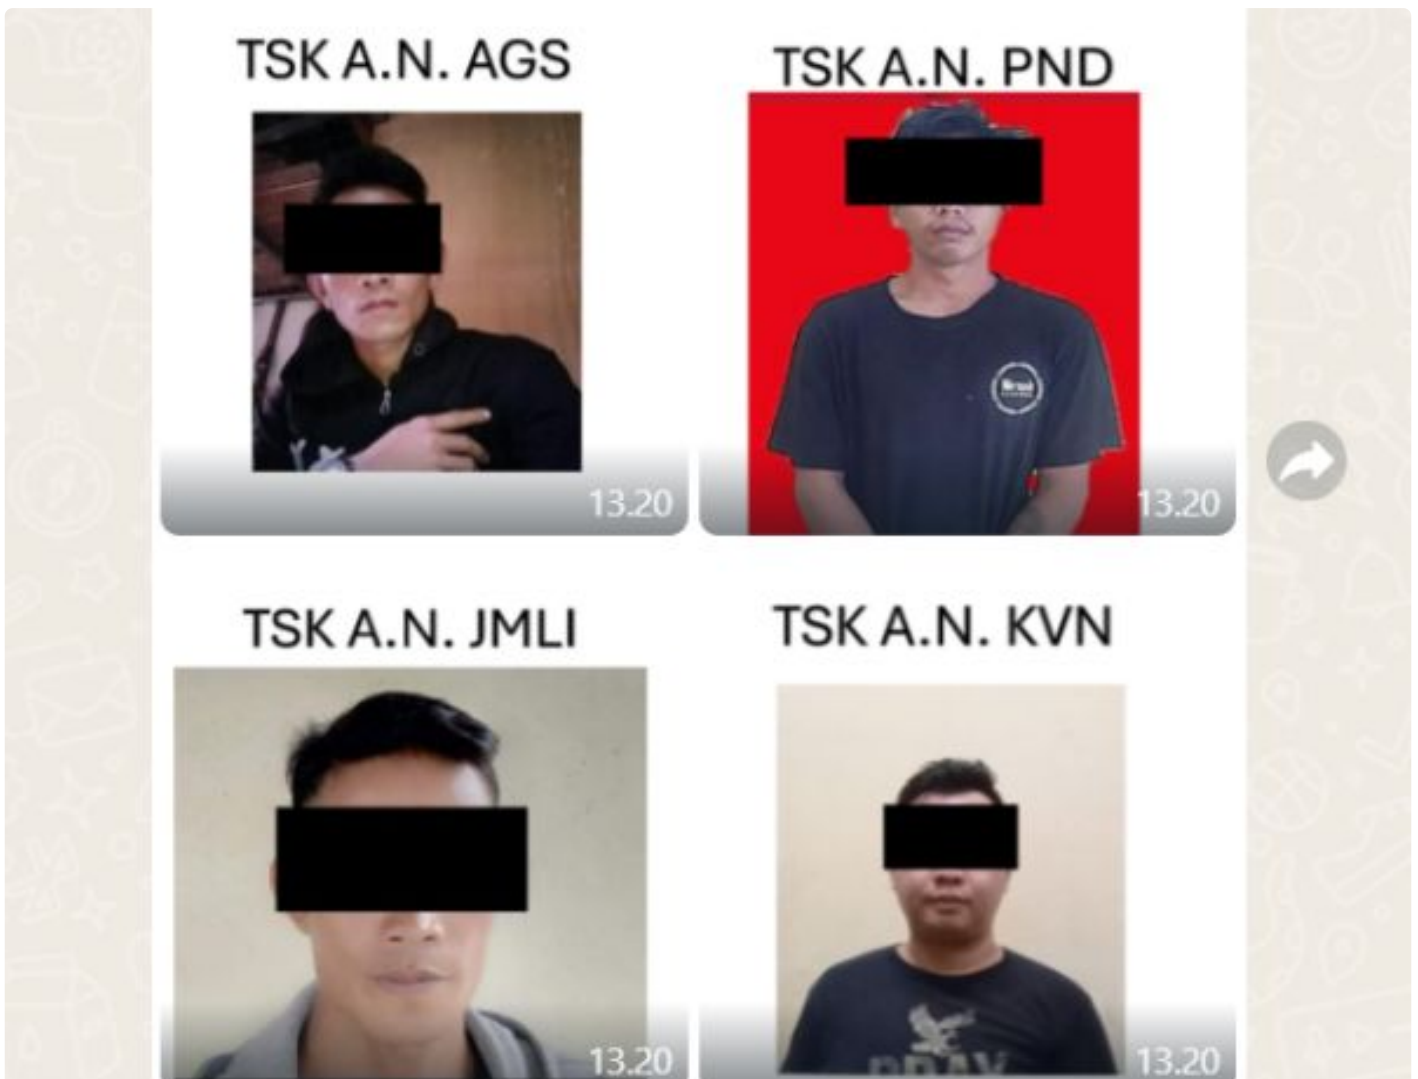 TSK A.N. AGS
TSK A.N. PND
13.20
13.20
TSK A.N. JMLI
TSK A.N. KVN
13.20
13.20